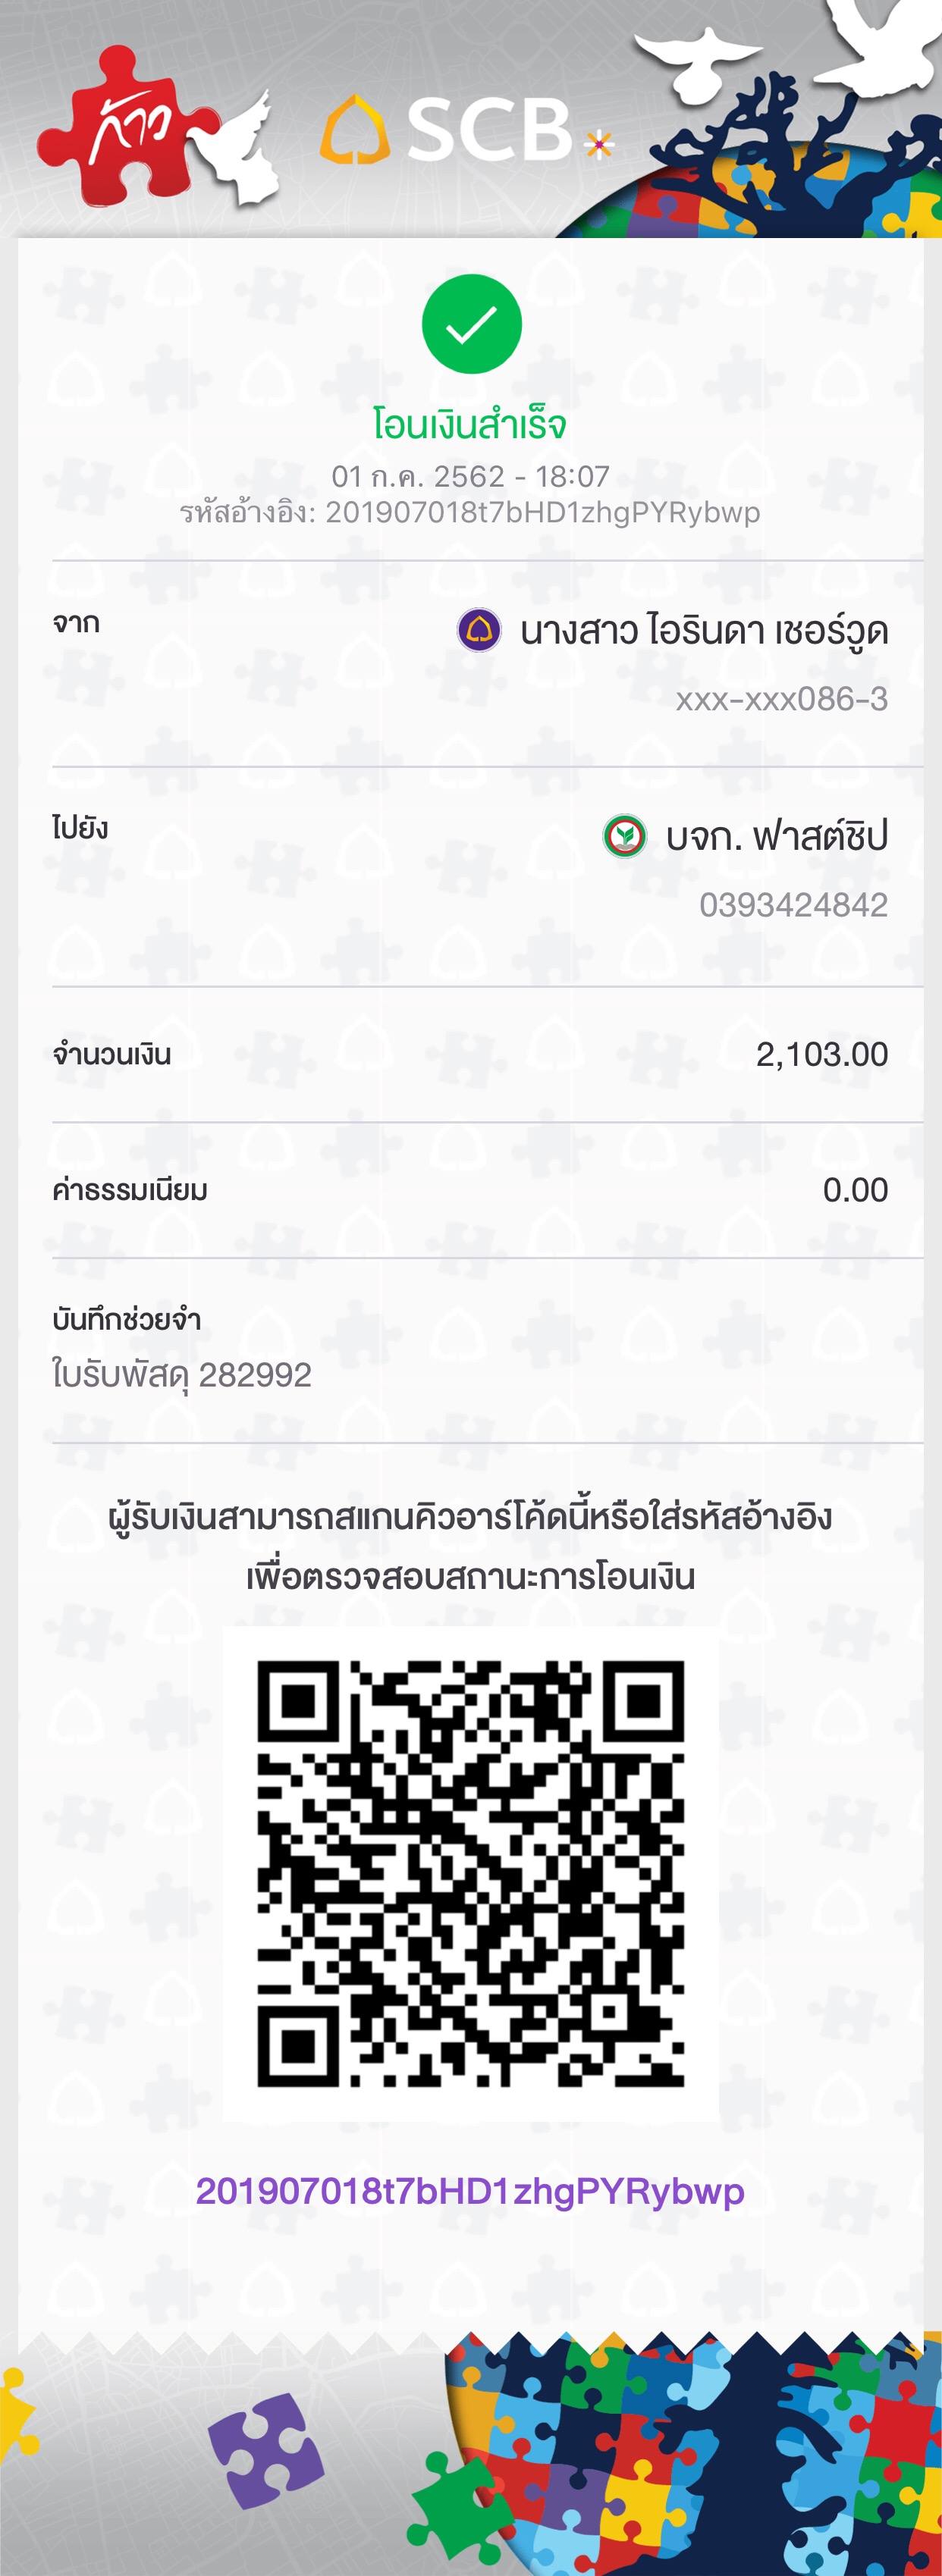 ก้าว
SCB
โอนเงินสำเร็จ
01 ก.ค. 2562 - 18:07
รหัสอ้างอิง: 201907018t7bHD1zhgPYRybwp
จาก
นางสาว ไอรินดา เชอร์วูด
xxx-xxx086-3
ไปยัง
บจก. ฟาสต์ชิป
0393424842
จำนวนเงิน 2,103.00
ค่าธรรมเนียม 0.00
บันทึกช่วยจำ
ใบรับพัสดุ 282992
ผู้รับเงินสามารถสแกนคิวอาร์โค้ดนี้หรือใส่รหัสอ้างอิง
เพื่อตรวจสอบสถานะการโอนเงิน
201907018t7bHD1zhgPYRybwp